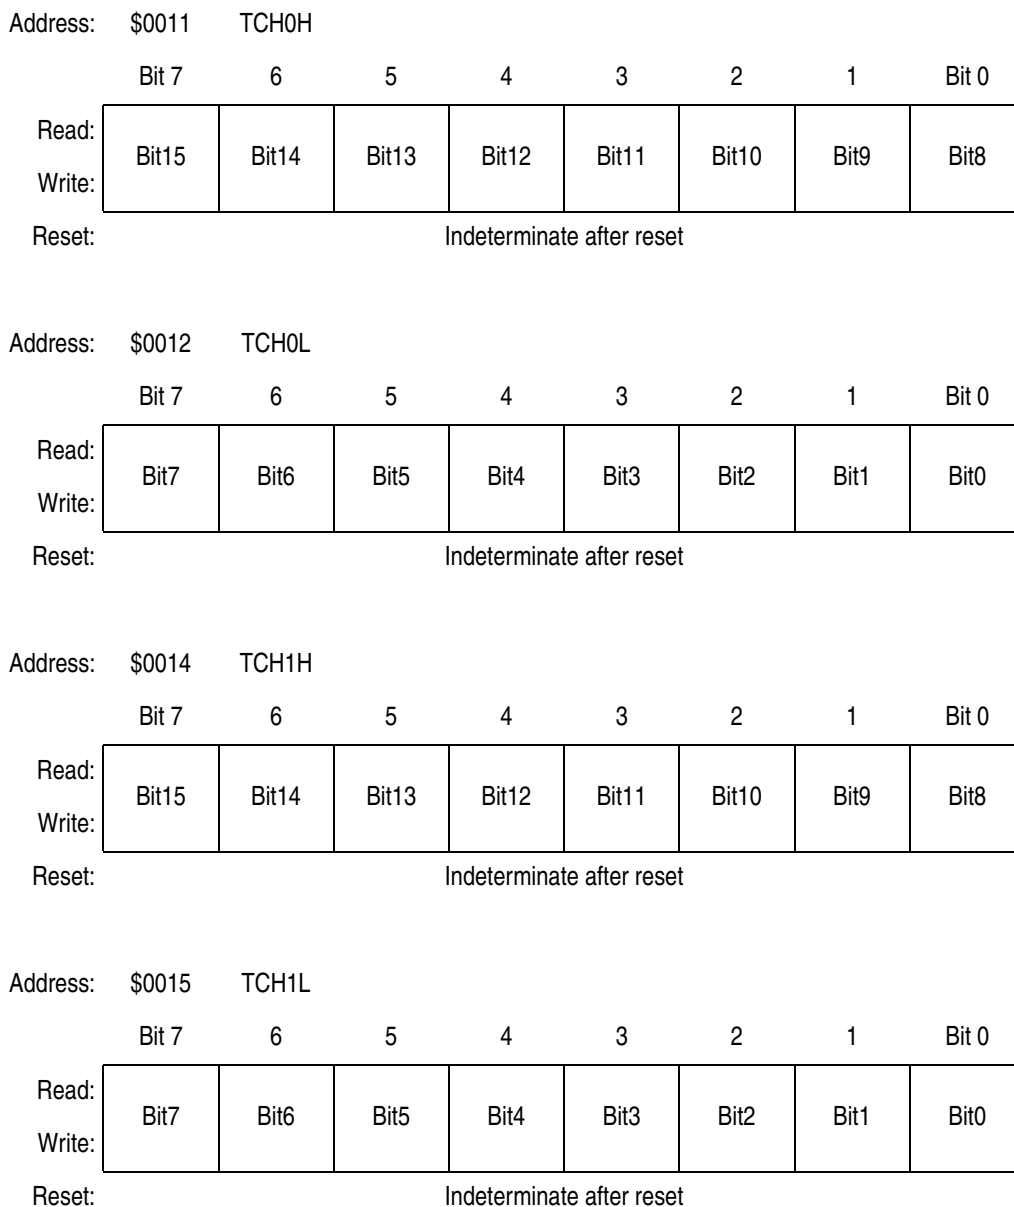 Address: $0011 TCH0H
Bit 7 6 5 4 3 2 1 Bit 0
Read:
Bit15 Bit14 Bit13 Bit12 Bit11 Bit10 Bit9 Bit8
Write:
Reset: Indeterminate after reset
Address: $0012 TCH0L
Bit 7 6 5 4 3 2 1 Bit 0
Read:
Bit7 Bit6 Bit5 Bit4 Bit3 Bit2 Bit1 Bit0
Write:
Reset: Indeterminate after reset
Address: $0014 TCH1H
Bit 7 6 5 4 3 2 1 Bit 0
Read:
Bit15 Bit14 Bit13 Bit12 Bit11 Bit10 Bit9 Bit8
Write:
Reset: Indeterminate after reset
Address: $0015 TCH1L
Bit 7 6 5 4 3 2 1 Bit 0
Read:
Bit7 Bit6 Bit5 Bit4 Bit3 Bit2 Bit1 Bit0
Write:
Reset: Indeterminate after reset